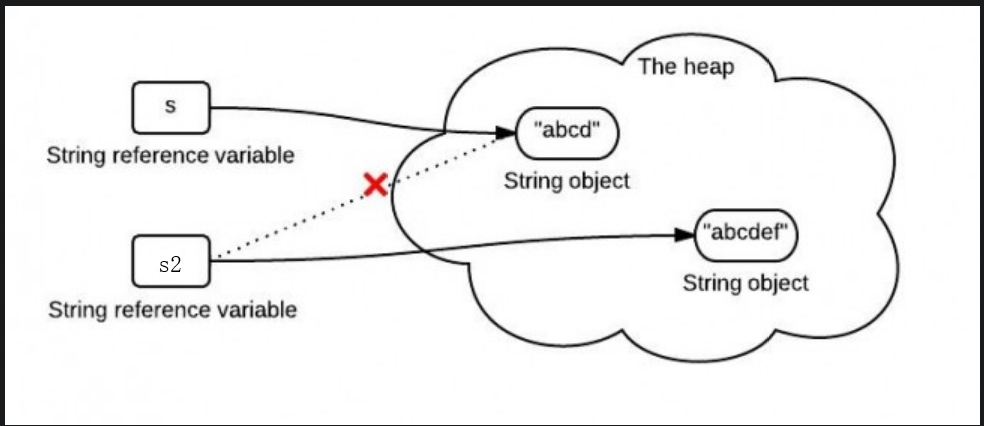 The heap
s
"abcd"
String reference variable
String object
"abcdef"
s2
String object
String reference variable